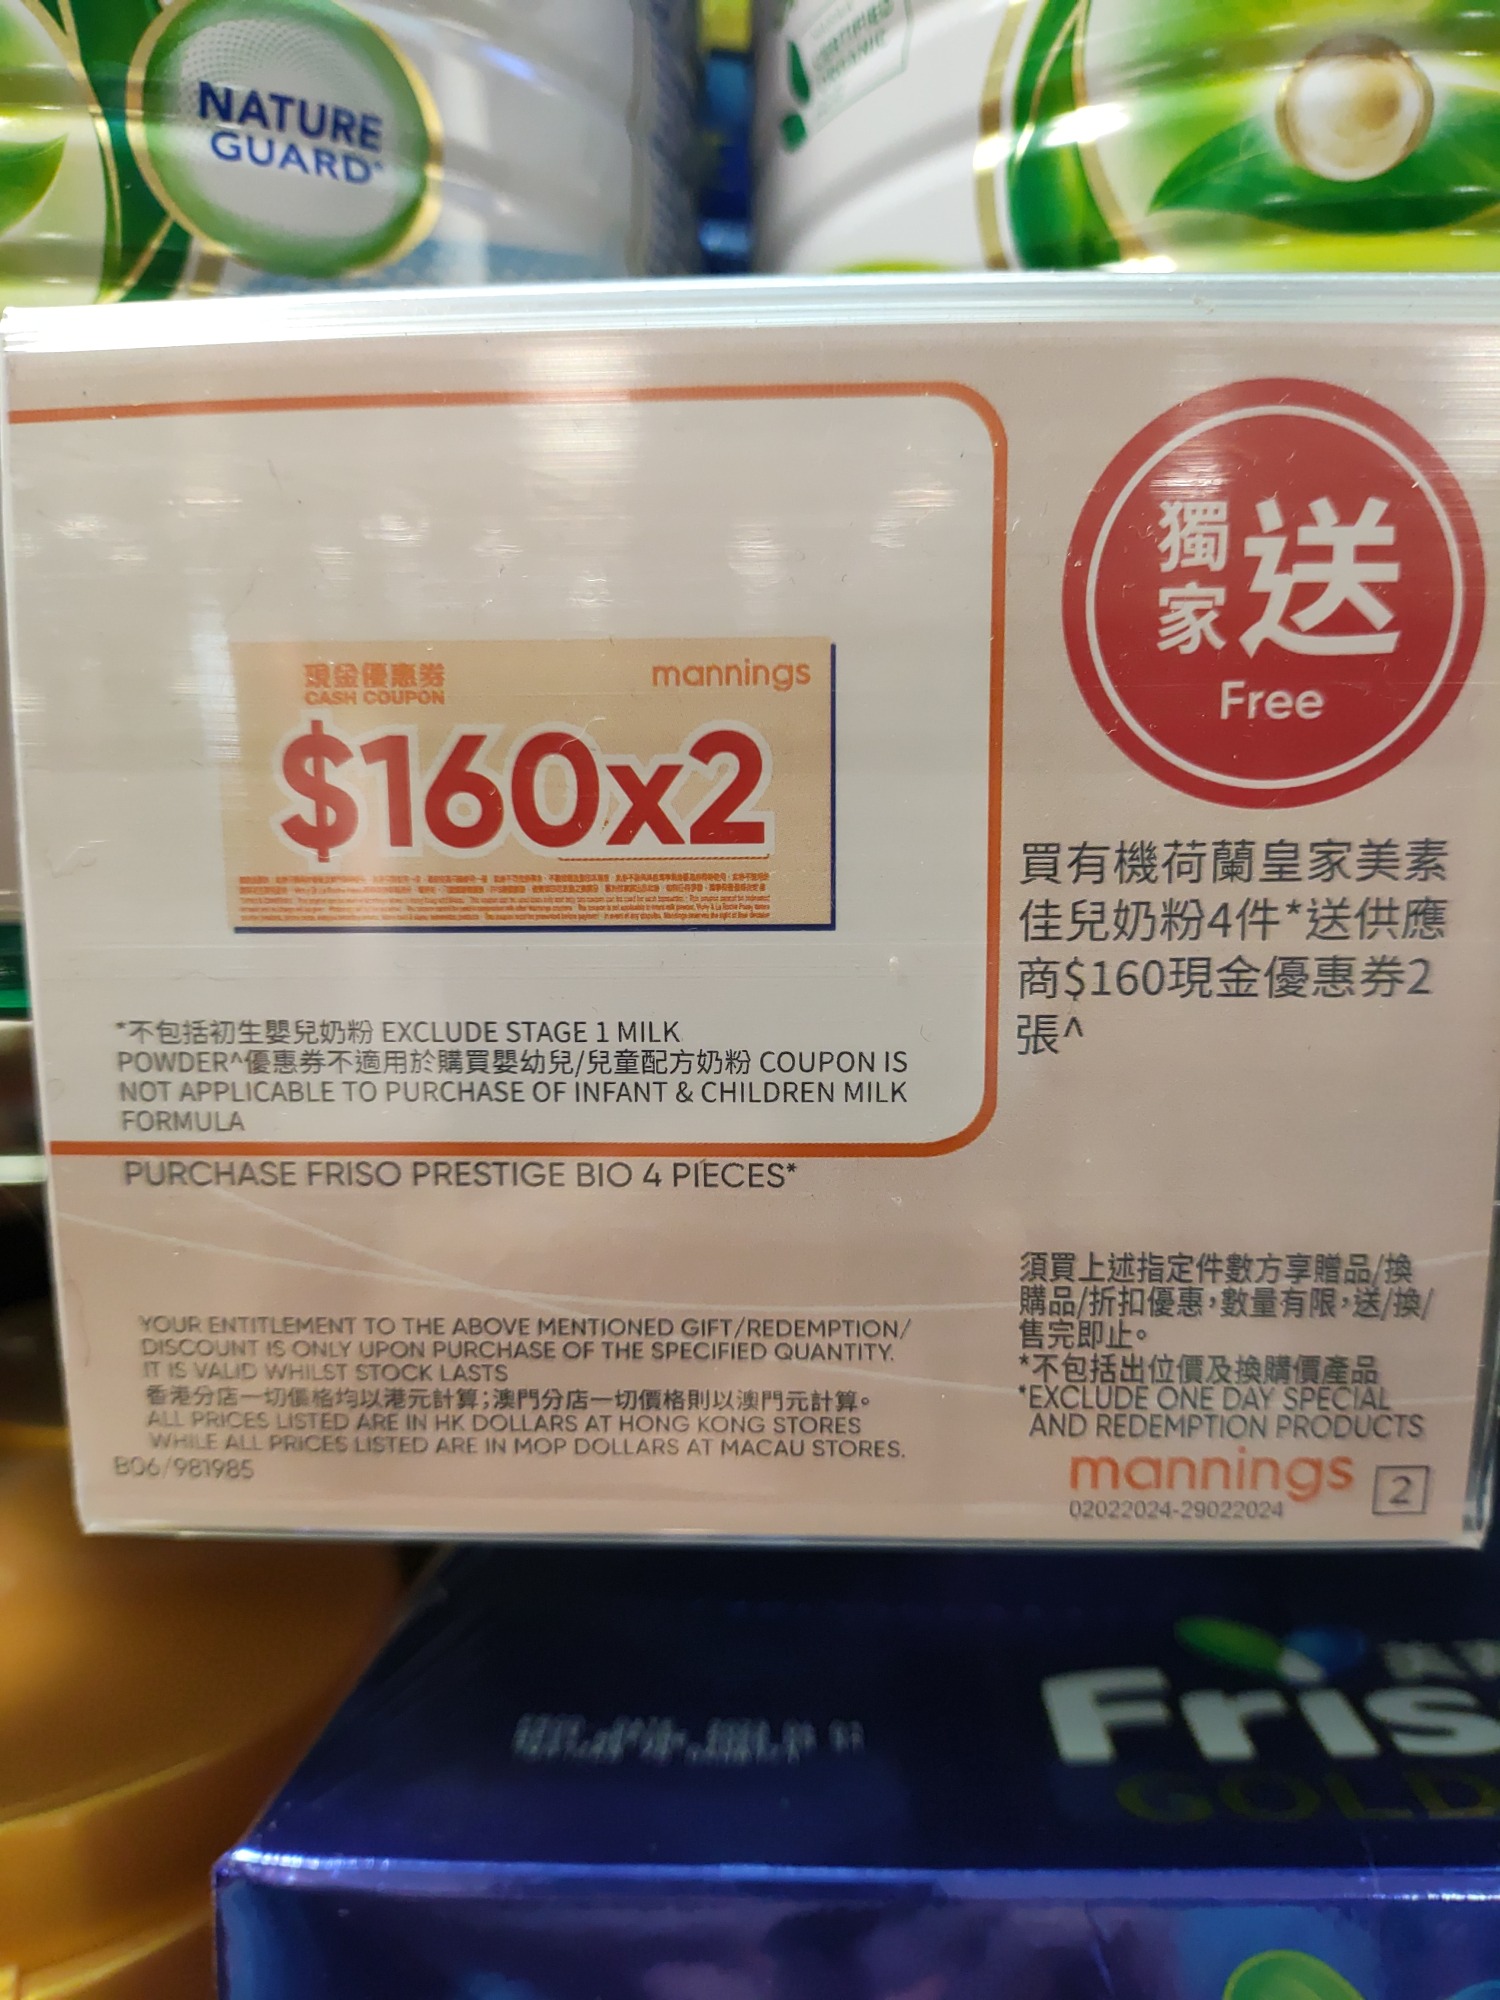 NATURE
GUARD
獨家 送
Free
現金優惠券
CASH COUPON
mannings
$160x2
買有機荷蘭皇家美素
佳兒奶粉4件*送供應
商$160現金優惠券2
張^
*不包括初生嬰兒奶粉 EXCLUDE STAGE 1 MILK
POWDER^優惠券不適用於購買嬰幼兒/兒童配方奶粉 COUPON IS
NOT APPLICABLE TO PURCHASE OF INFANT & CHILDREN MILK
FORMULA
PURCHASE FRISO PRESTIGE BIO 4 PIECES*
YOUR ENTITLEMENT TO THE ABOVE MENTIONED GIFT/REDEMPTION/
DISCOUNT IS ONLY UPON PURCHASE OF THE SPECIFIED QUANTITY.
IT IS VALID WHILST STOCK LASTS
香港分店一切價格均以港元計算;澳門分店一切價格則以澳門元計算。
ALL PRICES LISTED ARE IN HK DOLLARS AT HONG KONG STORES
WHILE ALL PRICES LISTED ARE IN MOP DOLLARS AT MACAU STORES.
B06/981985
須買上述指定件數方享贈品/換
購品/折扣優惠,數量有限,送/換/
售完即止。
*不包括出位價及換購價產品
*EXCLUDE ONE DAY SPECIAL
AND REDEMPTION PRODUCTS
mannings 2
02022024-29022024
Fris
GOLD